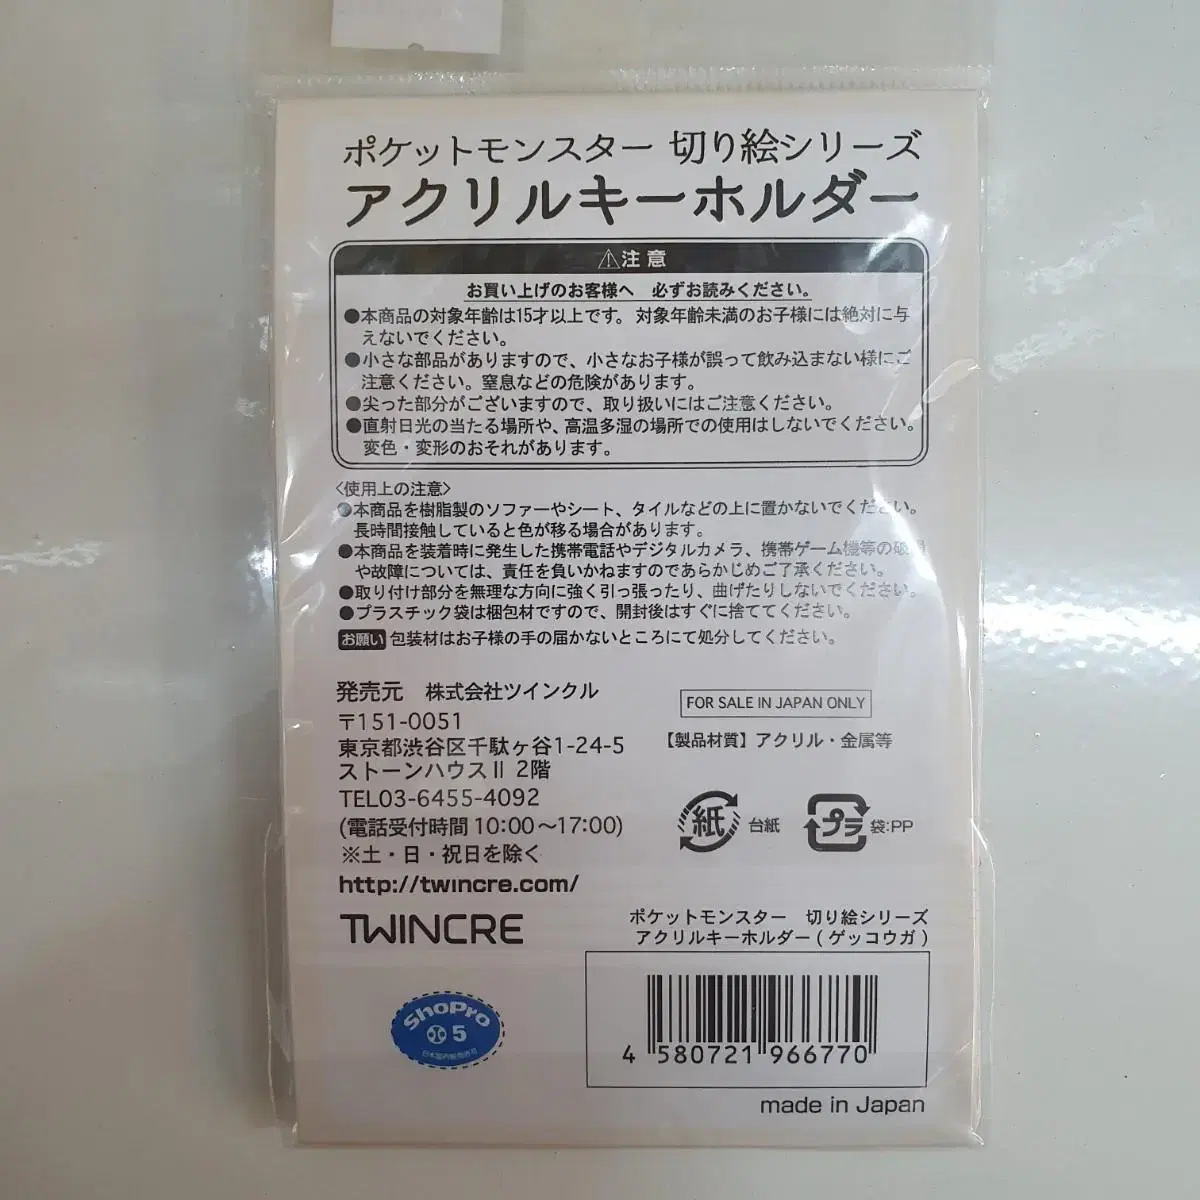 ポケットモンスター 切り絵シリーズ
アクリルキーホルダー
⚠注意
お買い上げのお客様へ 必ずお読みください。
●本商品の対象年齢は15才以上です。対象年齢未満のお子様には絶対に与
えないでください。
●小さな部品がありますので、小さなお子様が誤って飲み込まない様にご
注意ください。窒息などの危険があります。
●尖った部分がございますので、取り扱いにはご注意ください。
●直射日光の当たる場所や、高温多湿の場所での使用はしないでください。
変色・変形のおそれがあります。
〈使用上の注意〉
●本商品を樹脂製のソファーやシート、タイルなどの上に置かないでください。
長時間接触していると色が移る場合があります。
●本商品を装着時に発生した携帯電話やデジタルカメラ、携帯ゲーム機等の破損
や故障については、責任を負いかねますのであらかじめご了承ください。
●取り付け部分を無理な方向に強く引っ張ったり、曲げたりしないでください。
●プラスチック袋は梱包材ですので、開封後はすぐに捨ててください。
お願い 包装材はお子様の手の届かないところにて処分してください。
発売元 株式会社ツインクル
〒151-0051
東京都渋谷区千駄ヶ谷1-24-5
ストーンハウスⅡ 2階
TEL03-6455-4092
(電話受付時間 10:00〜17:00)
※土・日・祝日を除く
http://twincre.com/
TWINCRE
FOR SALE IN JAPAN ONLY
【製品材質】アクリル・金属等
紙 台紙
プラ 袋:PP
ポケットモンスター 切り絵シリーズ
アクリルキーホルダー(ゲッコウガ)
ShoPro
5
日本国内販売許可
4 580721 966770
made in Japan